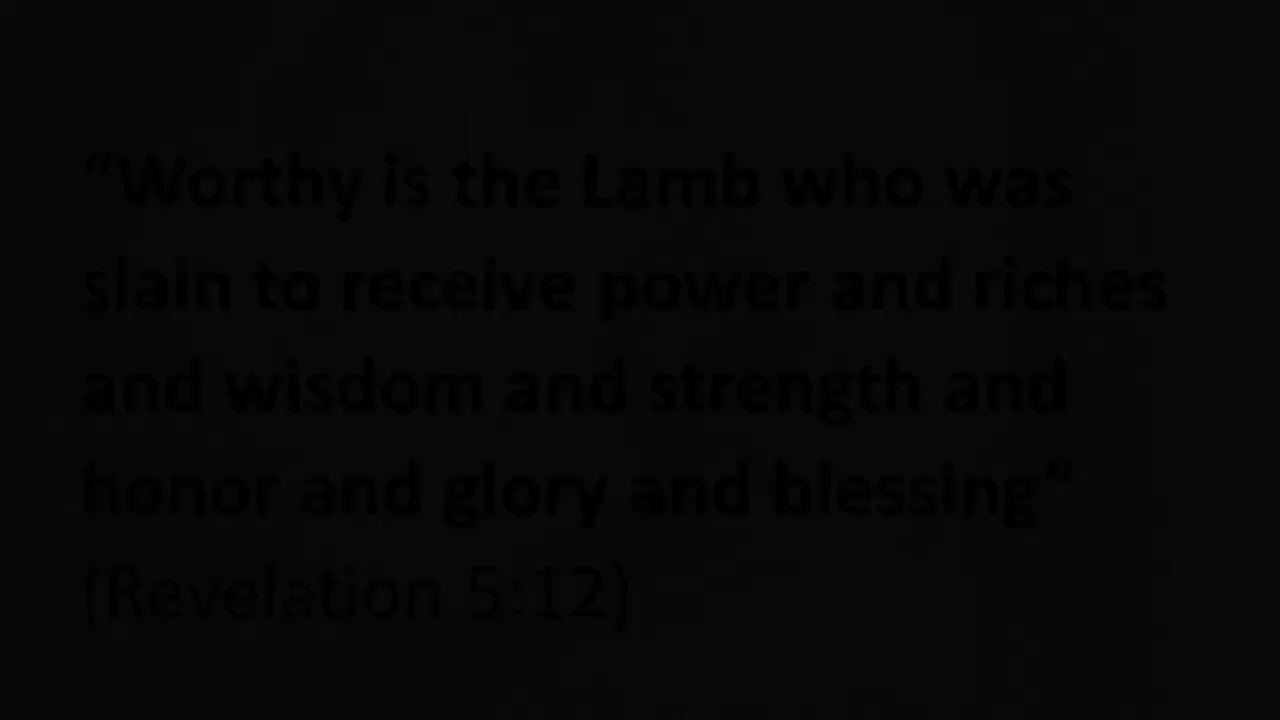 “Worthy is the Lamb who was
slain to receive power and riches
and wisdom and strength and
honor and glory and blessing”
(Revelation 5:12)